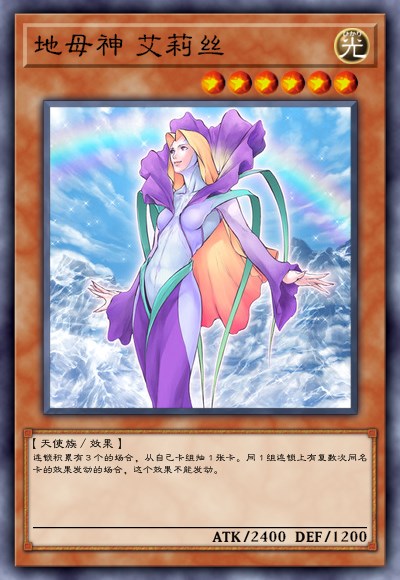 地母神 艾莉丝
光
【天使族/效果】
连锁积累有3个的场合，从自己卡组抽1张卡。同1组连锁上有复数次同名
卡的效果发动的场合，这个效果不能发动。
ATK/2400 DEF/1200